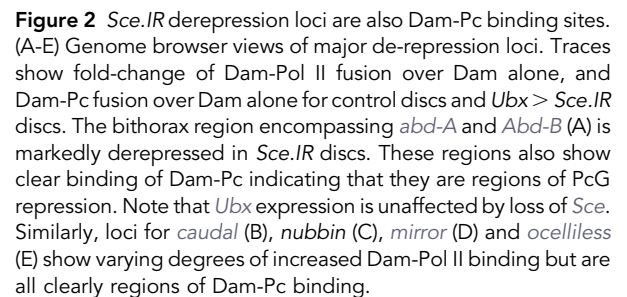 Figure 2 Sce.IR derepression loci are also Dam-Pc binding sites.
(A-E) Genome browser views of major de-repression loci. Traces
show fold-change of Dam-Pol II fusion over Dam alone, and
Dam-Pc fusion over Dam alone for control discs and Ubx > Sce.IR
discs. The bithorax region encompassing abd-A and Abd-B (A) is
markedly derepressed in Sce.IR discs. These regions also show
clear binding of Dam-Pc indicating that they are regions of PcG
repression. Note that Ubx expression is unaffected by loss of Sce.
Similarly, loci for caudal (B), nubbin (C), mirror (D) and ocelliless
(E) show varying degrees of increased Dam-Pol II binding but are
all clearly regions of Dam-Pc binding.